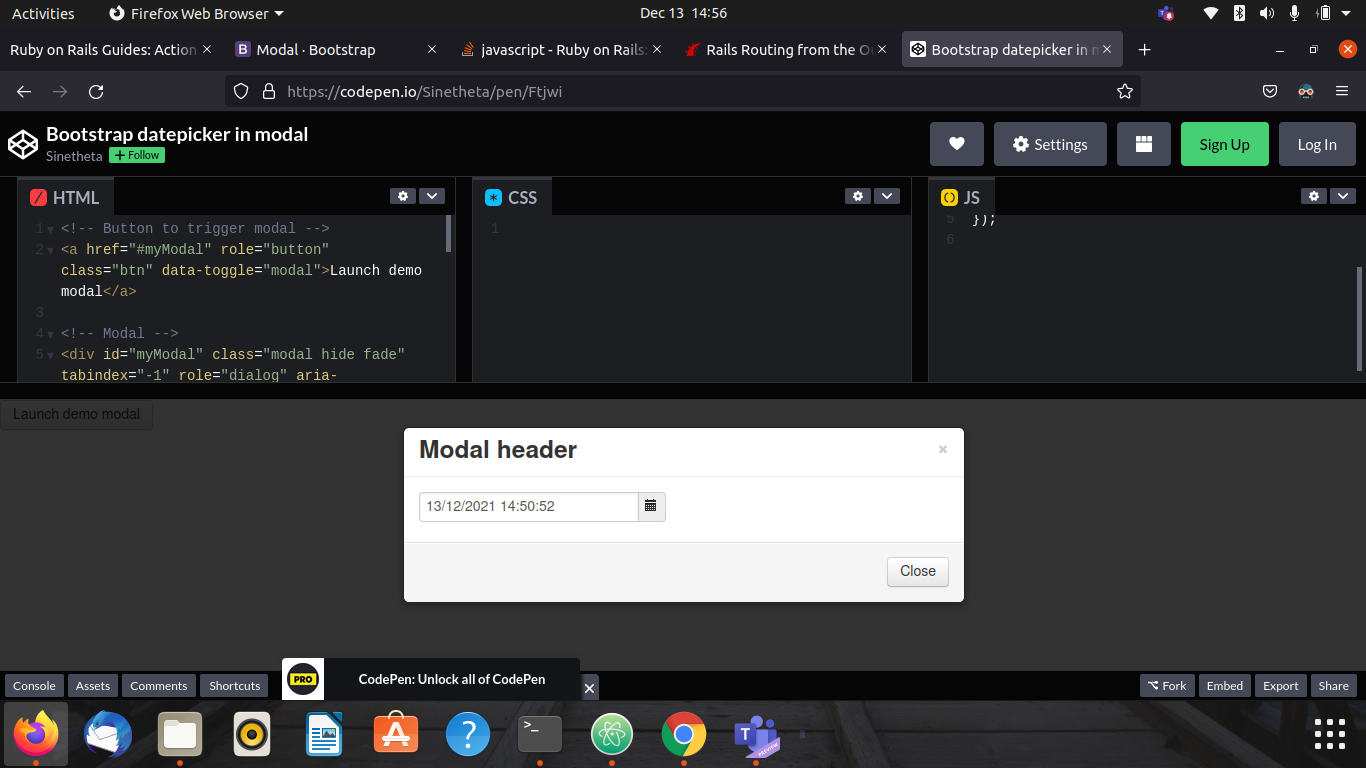 Activities
Firefox Web Browser
Dec 13 14:56
Ruby on Rails Guides: Action
B Modal · Bootstrap
javascript - Ruby on Rails:
Rails Routing from the Ou
Bootstrap datepicker in m
https://codepen.io/Sinetheta/pen/Ftjwi
Bootstrap datepicker in modal
Sinetheta
+ Follow
Settings
Sign Up
Log In
HTML
CSS
JS
1 <!-- Button to trigger modal -->
2 <a href="#myModal" role="button"
class="btn" data-toggle="modal">Launch demo
modal</a>
3
4 <!-- Modal -->
5 <div id="myModal" class="modal hide fade"
tabindex="-1" role="dialog" aria-
1
5 });
6
Launch demo modal
Modal header
×
13/12/2021 14:50:52
Close
PRO
CodePen: Unlock all of CodePen
Console
Assets
Comments
Shortcuts
Fork
Embed
Export
Share
>_
?
T
PREVIEW